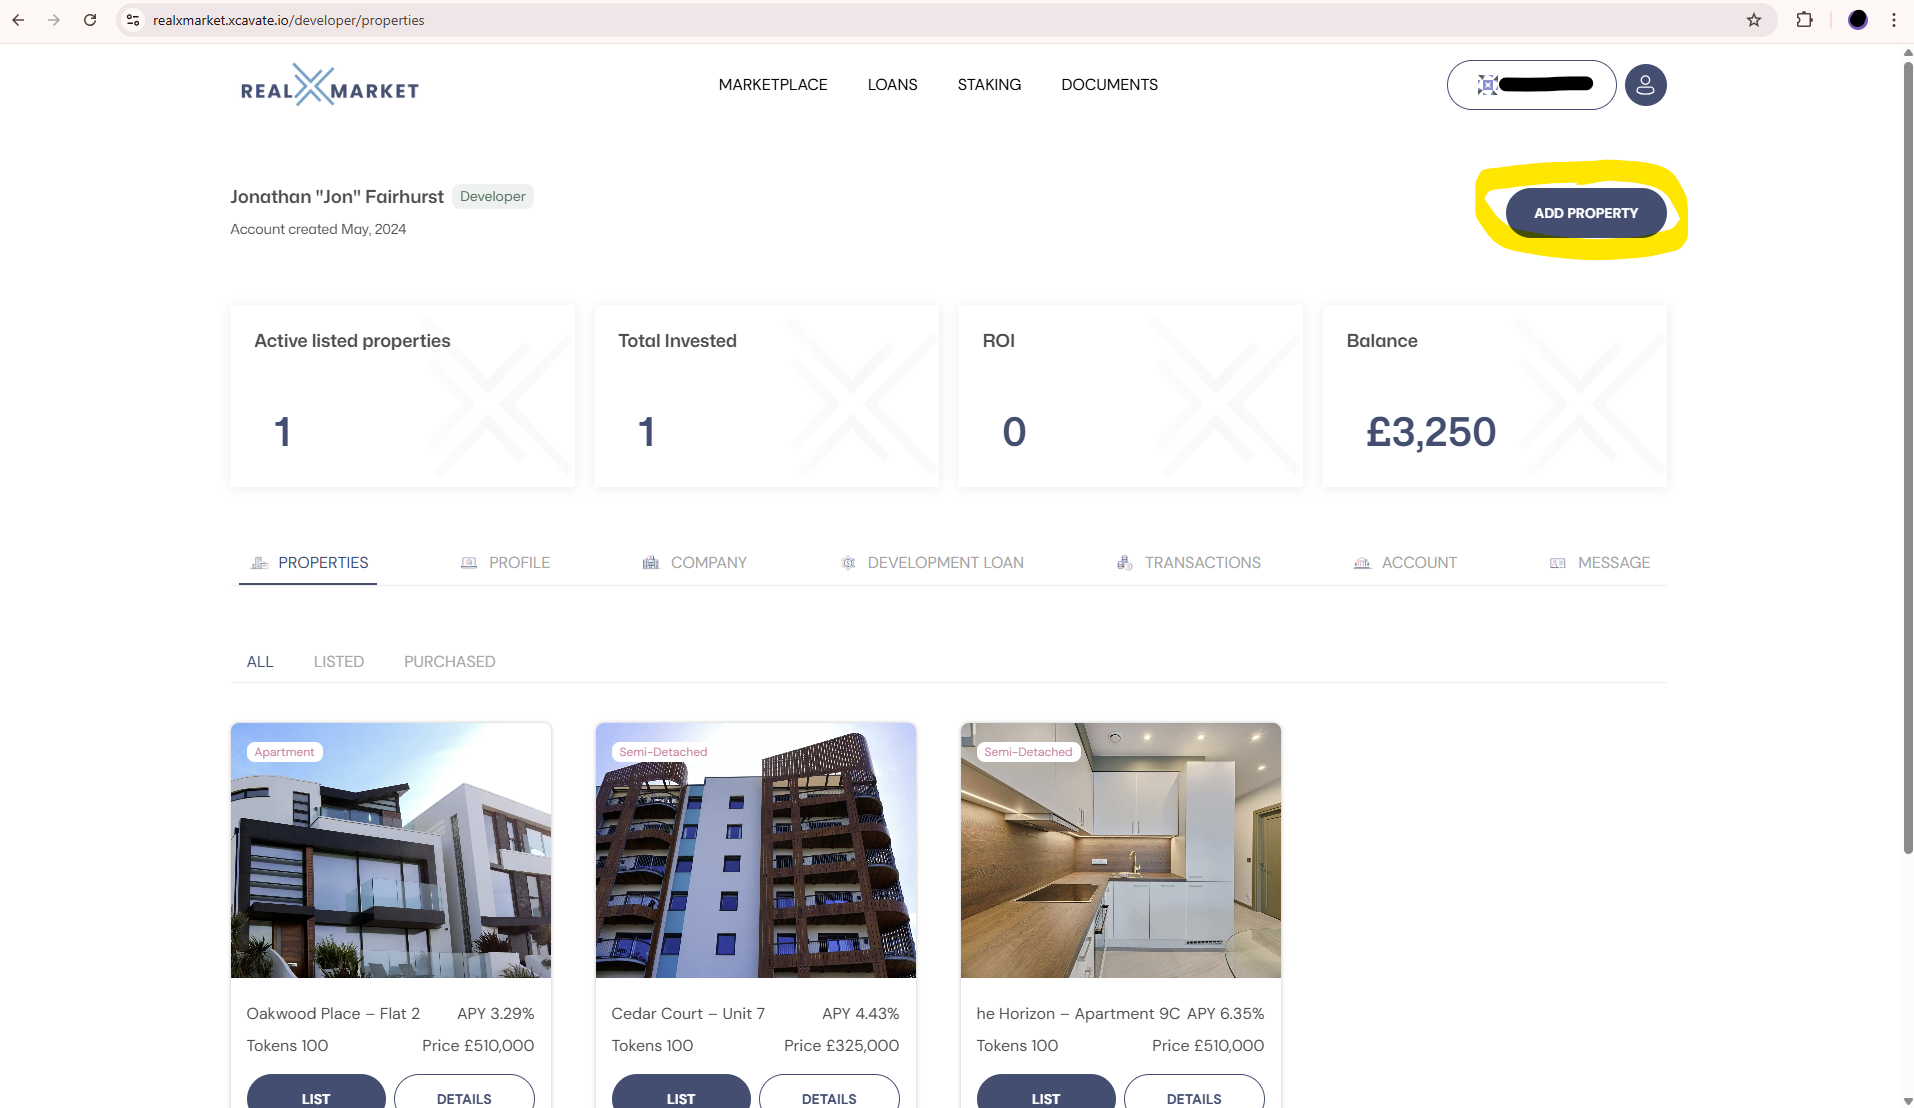 realxmarket.xcavate.io/developer/properties
REAL MARKET
MARKETPLACE LOANS STAKING DOCUMENTS
Jonathan "Jon" Fairhurst Developer
Account created May, 2024
ADD PROPERTY
Active listed properties Total Invested ROI Balance
1 1 0 £3,250
PROPERTIES PROFILE COMPANY DEVELOPMENT LOAN TRANSACTIONS ACCOUNT MESSAGE
ALL LISTED PURCHASED
Apartment Semi-Detached Semi-Detached
Oakwood Place – Flat 2 APY 3.29% Cedar Court – Unit 7 APY 4.43% he Horizon – Apartment 9C APY 6.35%
Tokens 100 Price £510,000 Tokens 100 Price £325,000 Tokens 100 Price £510,000
LIST DETAILS LIST DETAILS LIST DETAILS